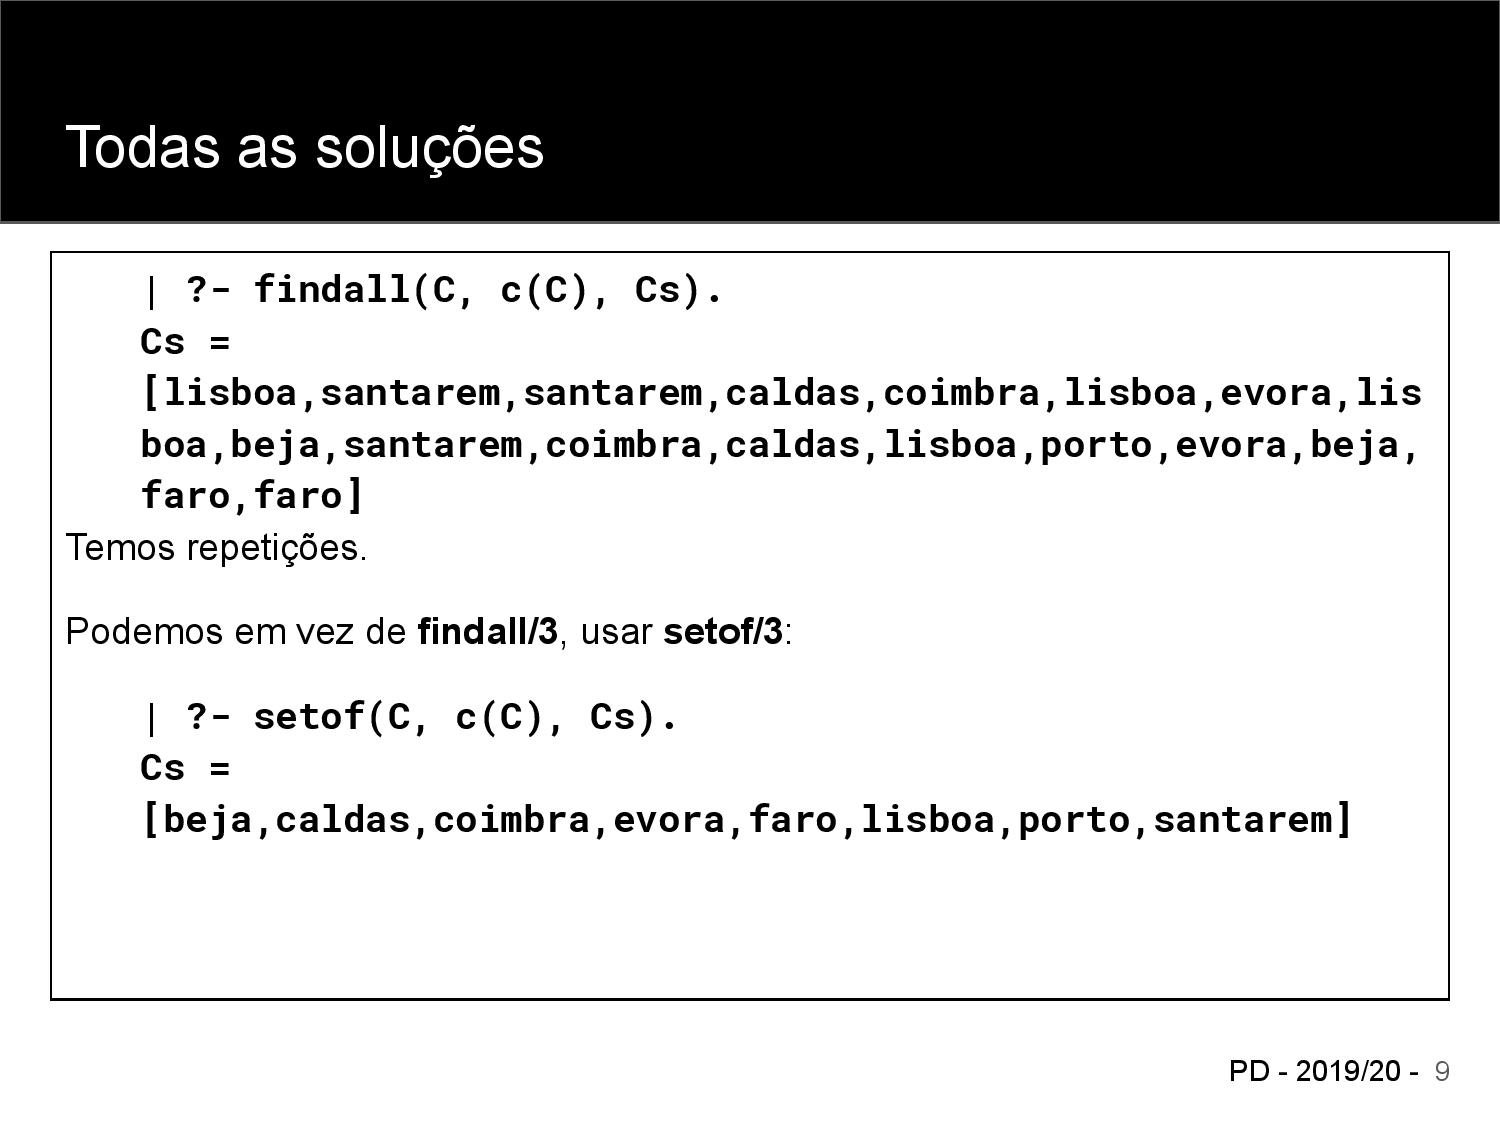 Todas as soluções
| ?- findall(C, c(C), Cs).
Cs =
[lisboa,santarem,santarem,caldas,coimbra,lisboa,evora,lis
boa,beja,santarem,coimbra,caldas,lisboa,porto,evora,beja,
faro,faro]
Temos repetições.
Podemos em vez de findall/3, usar setof/3:
| ?- setof(C, c(C), Cs).
Cs =
[beja,caldas,coimbra,evora,faro,lisboa,porto,santarem]
PD - 2019/20 - 9